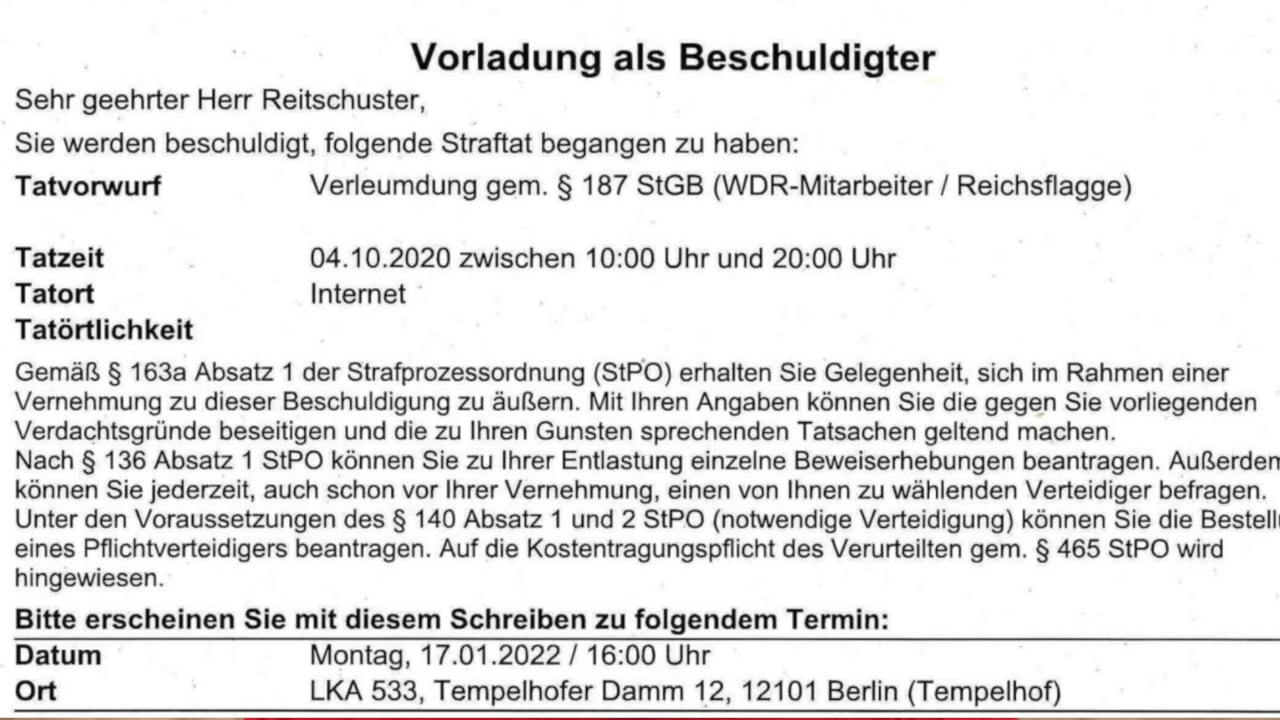 Vorladung als Beschuldigter
Sehr geehrter Herr Reitschuster,
Sie werden beschuldigt, folgende Straftat begangen zu haben:
Tatvorwurf Verleumdung gem. § 187 StGB (WDR-Mitarbeiter / Reichsflagge)
Tatzeit 04.10.2020 zwischen 10:00 Uhr und 20:00 Uhr
Tatort Internet
Tatörtlichkeit
Gemäß § 163a Absatz 1 der Strafprozessordnung (StPO) erhalten Sie Gelegenheit, sich im Rahmen einer
Vernehmung zu dieser Beschuldigung zu äußern. Mit Ihren Angaben können Sie die gegen Sie vorliegenden
Verdachtsgründe beseitigen und die zu Ihren Gunsten sprechenden Tatsachen geltend machen.
Nach § 136 Absatz 1 StPO können Sie zu Ihrer Entlastung einzelne Beweiserhebungen beantragen. Außerdem
können Sie jederzeit, auch schon vor Ihrer Vernehmung, einen von Ihnen zu wählenden Verteidiger befragen.
Unter den Voraussetzungen des § 140 Absatz 1 und 2 StPO (notwendige Verteidigung) können Sie die Bestell
eines Pflichtverteidigers beantragen. Auf die Kostentragungspflicht des Verurteilten gem. § 465 StPO wird
hingewiesen.
Bitte erscheinen Sie mit diesem Schreiben zu folgendem Termin:
Datum Montag, 17.01.2022 / 16:00 Uhr
Ort LKA 533, Tempelhofer Damm 12, 12101 Berlin (Tempelhof)